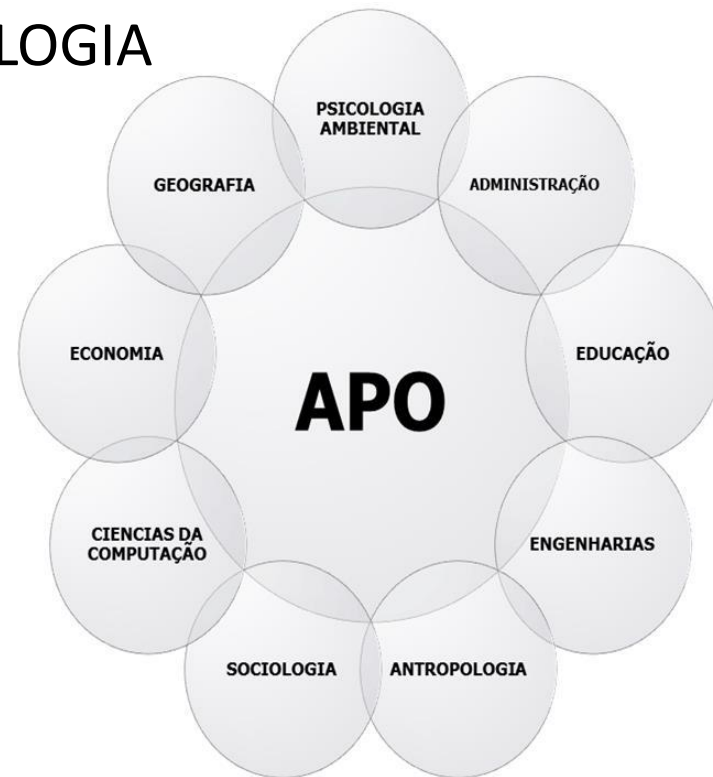 LOGIA
PSICOLOGIA
AMBIENTAL
GEOGRAFIA
ADMINISTRAÇÃO
ECONOMIA
EDUCAÇÃO
APO
CIENCIAS DA
COMPUTAÇÃO
ENGENHARIAS
SOCIOLOGIA
ANTROPOLOGIA